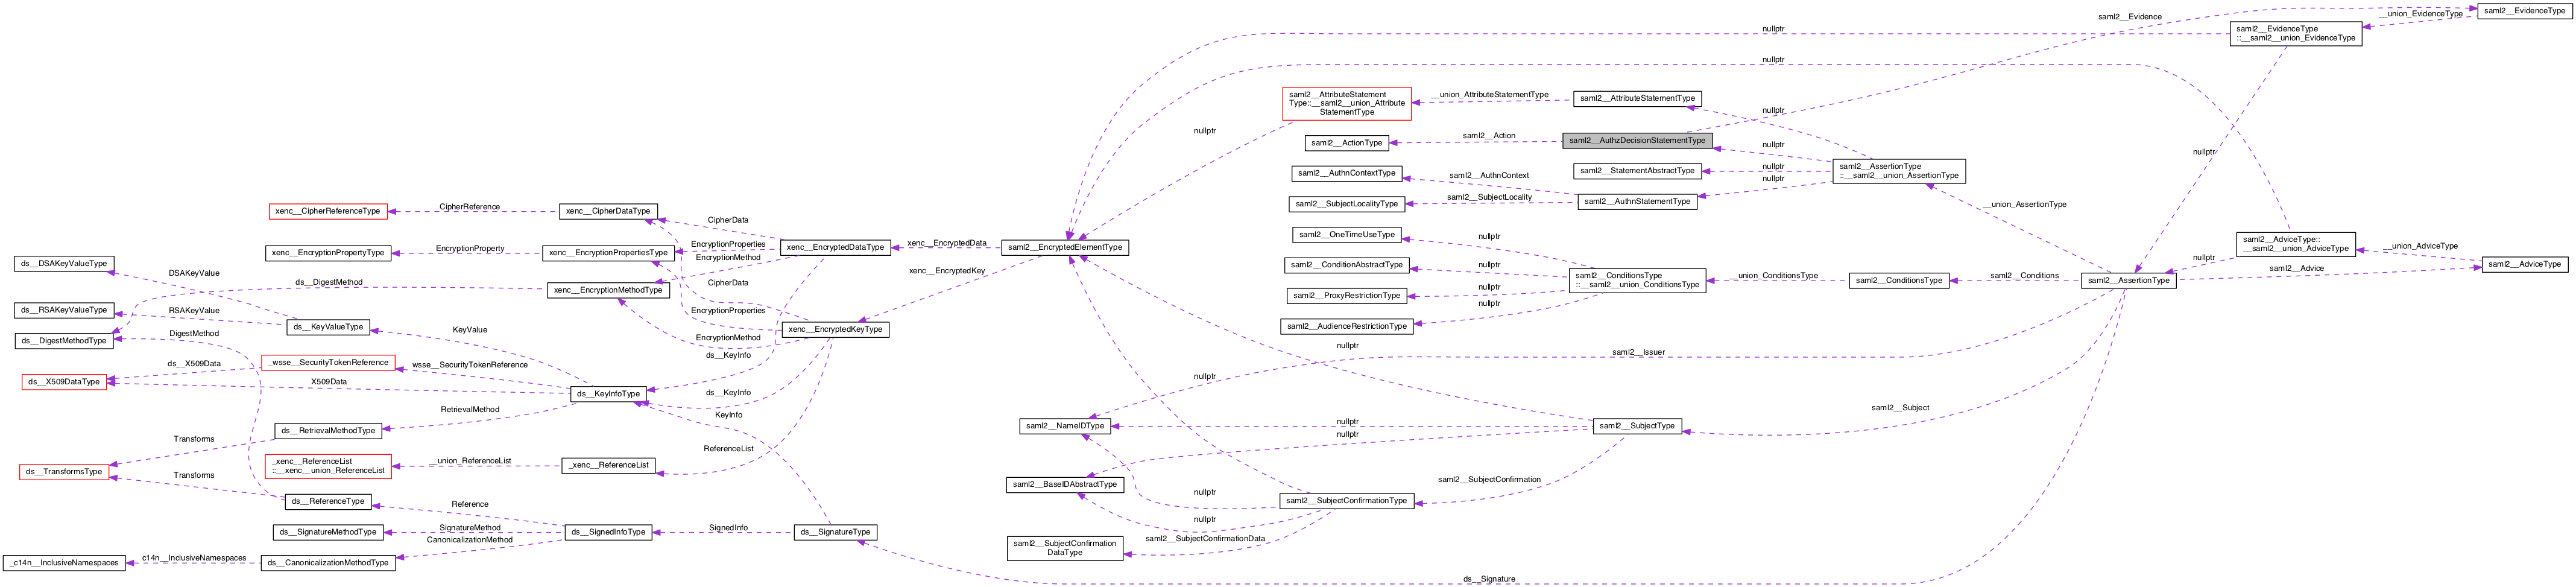 saml2__Evidence
saml2__EvidenceType
__union_EvidenceType
saml2__EvidenceType
::__saml2__union_EvidenceType
nullptr
nullptr
saml2__AttributeStatement
Type::__saml2__union_Attribute
StatementType
__union_AttributeStatementType
saml2__AttributeStatementType
nullptr
nullptr
saml2__ActionType
saml2__Action
saml2__AuthzDecisionStatementType
nullptr
nullptr
saml2__AuthnContextType
saml2__AuthnContext
saml2__StatementAbstractType
nullptr
nullptr
saml2__AssertionType
::__saml2__union_AssertionType
saml2__SubjectLocalityType
saml2__SubjectLocality
saml2__AuthnStatementType
__union_AssertionType
xenc__CipherReferenceType
CipherReference
xenc__CipherDataType
CipherData
saml2__OneTimeUseType
nullptr
saml2__AdviceType::
__saml2__union_AdviceType
__union_AdviceType
saml2__AdviceType
xenc__EncryptionPropertyType
EncryptionProperty
xenc__EncryptionPropertiesType
EncryptionProperties
EncryptionMethod
xenc__EncryptedDataType
xenc__EncryptedData
saml2__EncryptedElementType
ds__DSAKeyValueType
DSAKeyValue
ds__DigestMethod
xenc__EncryptionMethodType
CipherData
xenc__EncryptedKey
saml2__ConditionAbstractType
nullptr
saml2__ConditionsType
::__saml2__union_ConditionsType
__union_ConditionsType
saml2__ConditionsType
saml2__Conditions
saml2__AssertionType
nullptr
saml2__Advice
saml2__ProxyRestrictionType
nullptr
nullptr
saml2__AudienceRestrictionType
ds__RSAKeyValueType
RSAKeyValue
ds__KeyValueType
KeyValue
EncryptionProperties
xenc__EncryptedKeyType
EncryptionMethod
ds__DigestMethodType
DigestMethod
ds__KeyInfo
nullptr
saml2__Issuer
ds__X509Data
_wsse__SecurityTokenReference
wsse__SecurityTokenReference
ds__X509DataType
X509Data
ds__KeyInfoType
ds__KeyInfo
nullptr
RetrievalMethod
KeyInfo
saml2__Subject
ds__RetrievalMethodType
saml2__NameIDType
nullptr
nullptr
saml2__SubjectType
Transforms
ReferenceList
ds__TransformsType
Transforms
_xenc__ReferenceList
::__xenc__union_ReferenceList
__union_ReferenceList
_xenc__ReferenceList
saml2__BaseIDAbstractType
saml2__SubjectConfirmation
ds__ReferenceType
Reference
nullptr
saml2__SubjectConfirmationType
nullptr
ds__SignatureMethodType
SignatureMethod
CanonicalizationMethod
ds__SignedInfoType
SignedInfo
ds__SignatureType
saml2__SubjectConfirmation
DataType
saml2__SubjectConfirmationData
_c14n__InclusiveNamespaces
c14n__InclusiveNamespaces
ds__CanonicalizationMethodType
ds__Signature